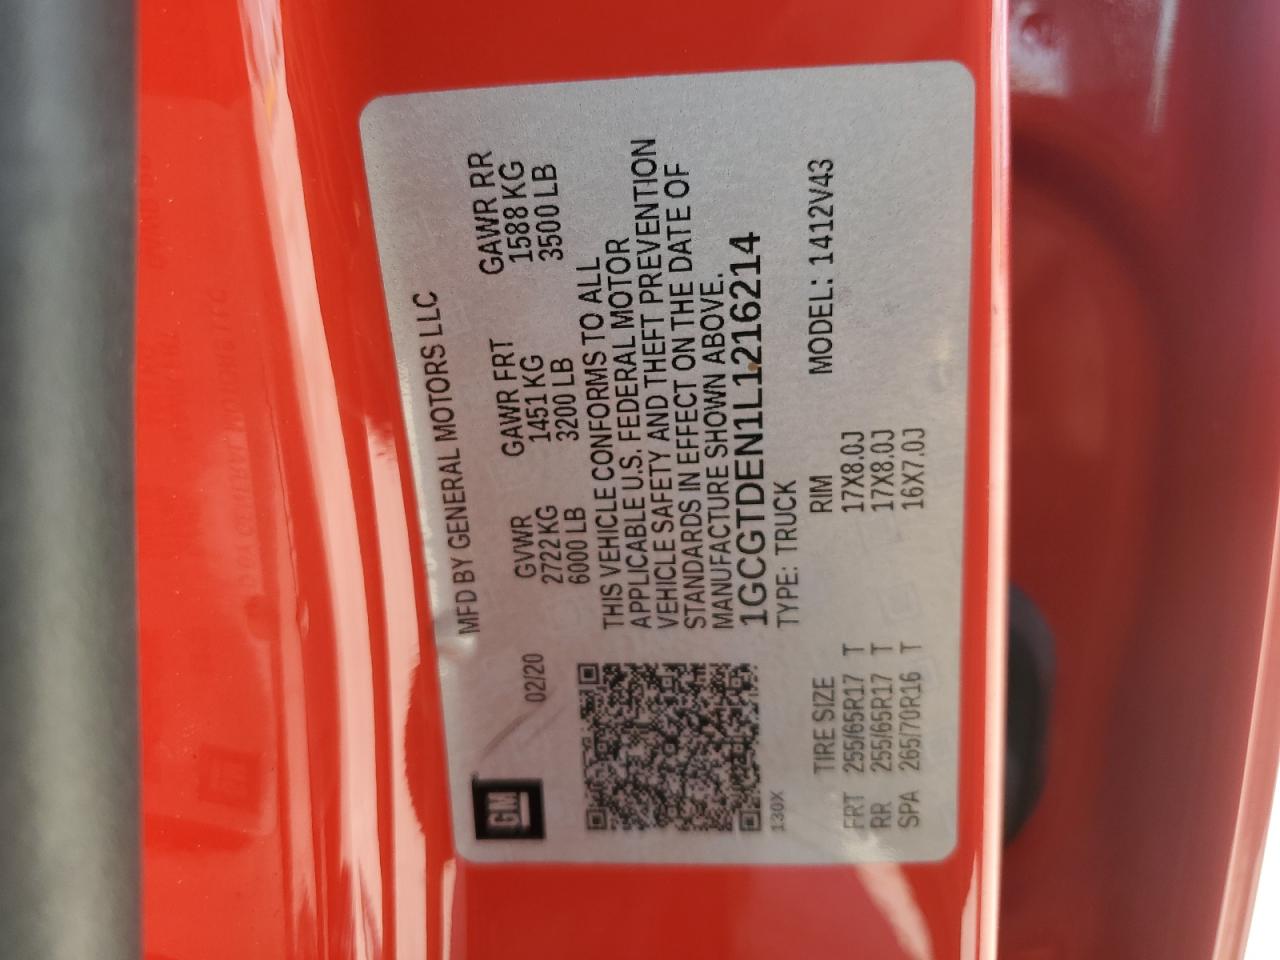 MFD BY GENERAL MOTORS LLC
GM
02/20
GVWR GAWR FRT GAWR RR
2722 KG 1451 KG 1588 KG
6000 LB 3200 LB 3500 LB
THIS VEHICLE CONFORMS TO ALL
APPLICABLE U.S. FEDERAL MOTOR
VEHICLE SAFETY AND THEFT PREVENTION
STANDARDS IN EFFECT ON THE DATE OF
MANUFACTURE SHOWN ABOVE.
1GCGTDEN1L1216214
130X
TYPE: TRUCK MODEL: 1412V43
TIRE SIZE RIM
FRT 255/65R17 T 17X8.0J
RR 255/65R17 T 17X8.0J
SPA 265/70R16 T 16X7.0J